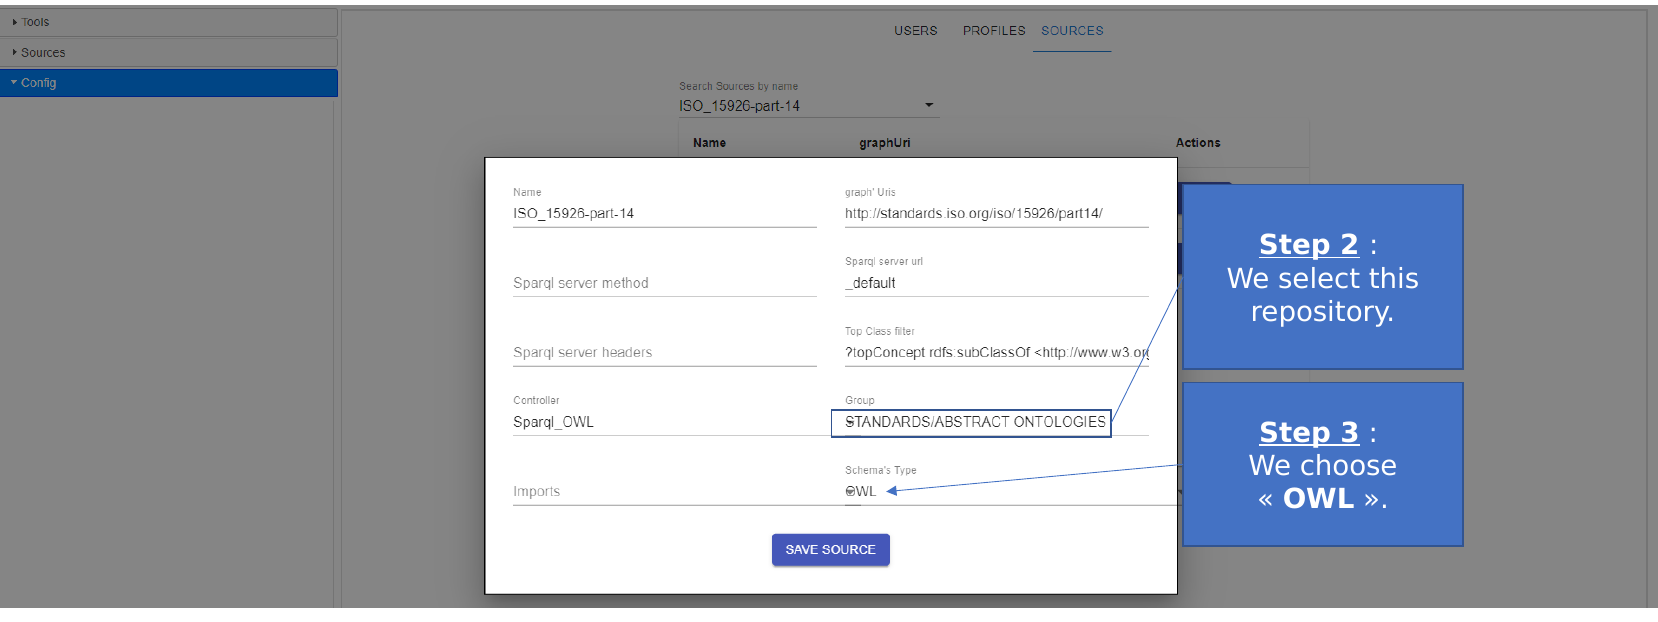 Tools
Sources
Config
USERS PROFILES SOURCES
Search Sources by name
ISO_15926-part-14
Name graphUri Actions
Name
ISO_15926-part-14
graph' Uris
http://standards.iso.org/iso/15926/part14/
Sparql server method
Sparql server url
_default
Sparql server headers
Top Class filter
?topConcept rdfs:subClassOf <http://www.w3.org
Controller
Sparql_OWL
Group
STANDARDS/ABSTRACT ONTOLOGIES
Imports
Schema's Type
OWL
SAVE SOURCE
Step 2 :
We select this
repository.
Step 3 :
We choose
« OWL ».